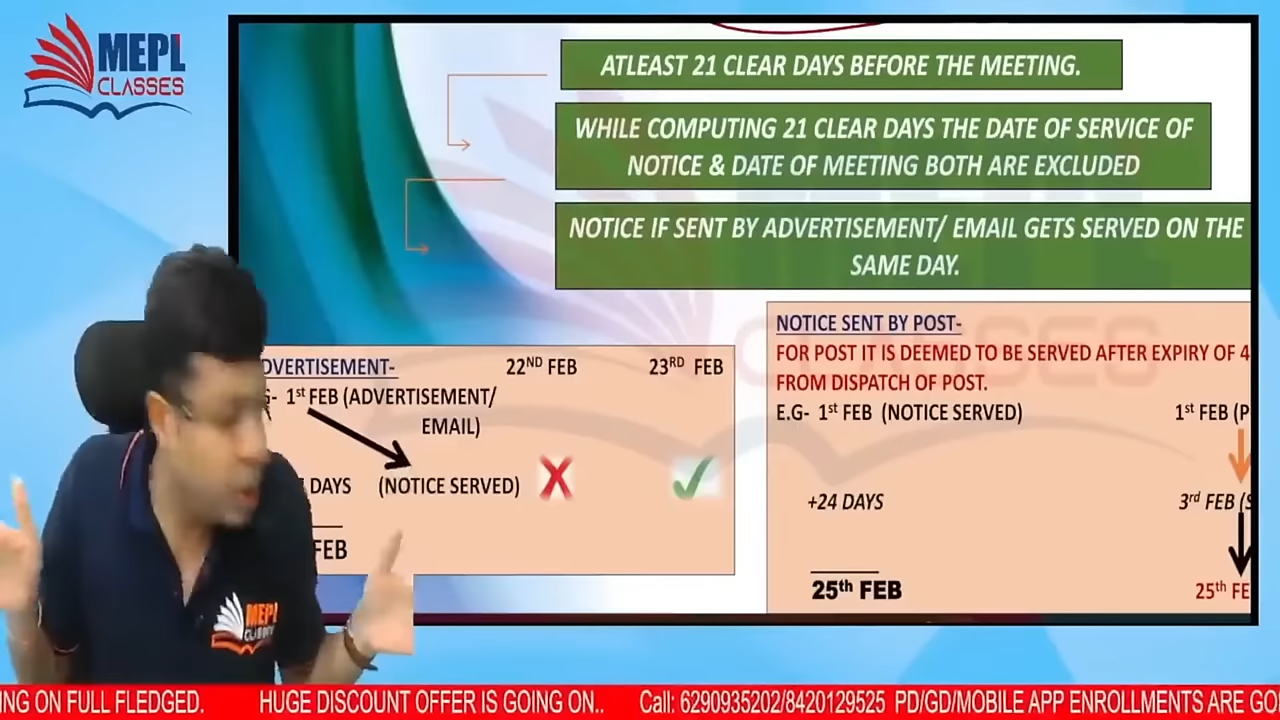 MEPL
CLASSES
ATLEAST 21 CLEAR DAYS BEFORE THE MEETING.
WHILE COMPUTING 21 CLEAR DAYS THE DATE OF SERVICE OF
NOTICE & DATE OF MEETING BOTH ARE EXCLUDED
NOTICE IF SENT BY ADVERTISEMENT/ EMAIL GETS SERVED ON THE
SAME DAY.
DVERTISEMENT- 22ND FEB 23RD FEB
1st FEB (ADVERTISEMENT/
EMAIL)
DAYS (NOTICE SERVED)
FEB
NOTICE SENT BY POST-
FOR POST IT IS DEEMED TO BE SERVED AFTER EXPIRY OF 4
FROM DISPATCH OF POST.
E.G- 1st FEB (NOTICE SERVED) 1st FEB (P
+24 DAYS 3rd FEB (S
25th FEB 25th FE
MEPL
CLASSES
ING ON FULL FLEDGED. HUGE DISCOUNT OFFER IS GOING ON.. Call: 6290935202/8420129525 PD/GD/MOBILE APP ENROLLMENTS ARE GO